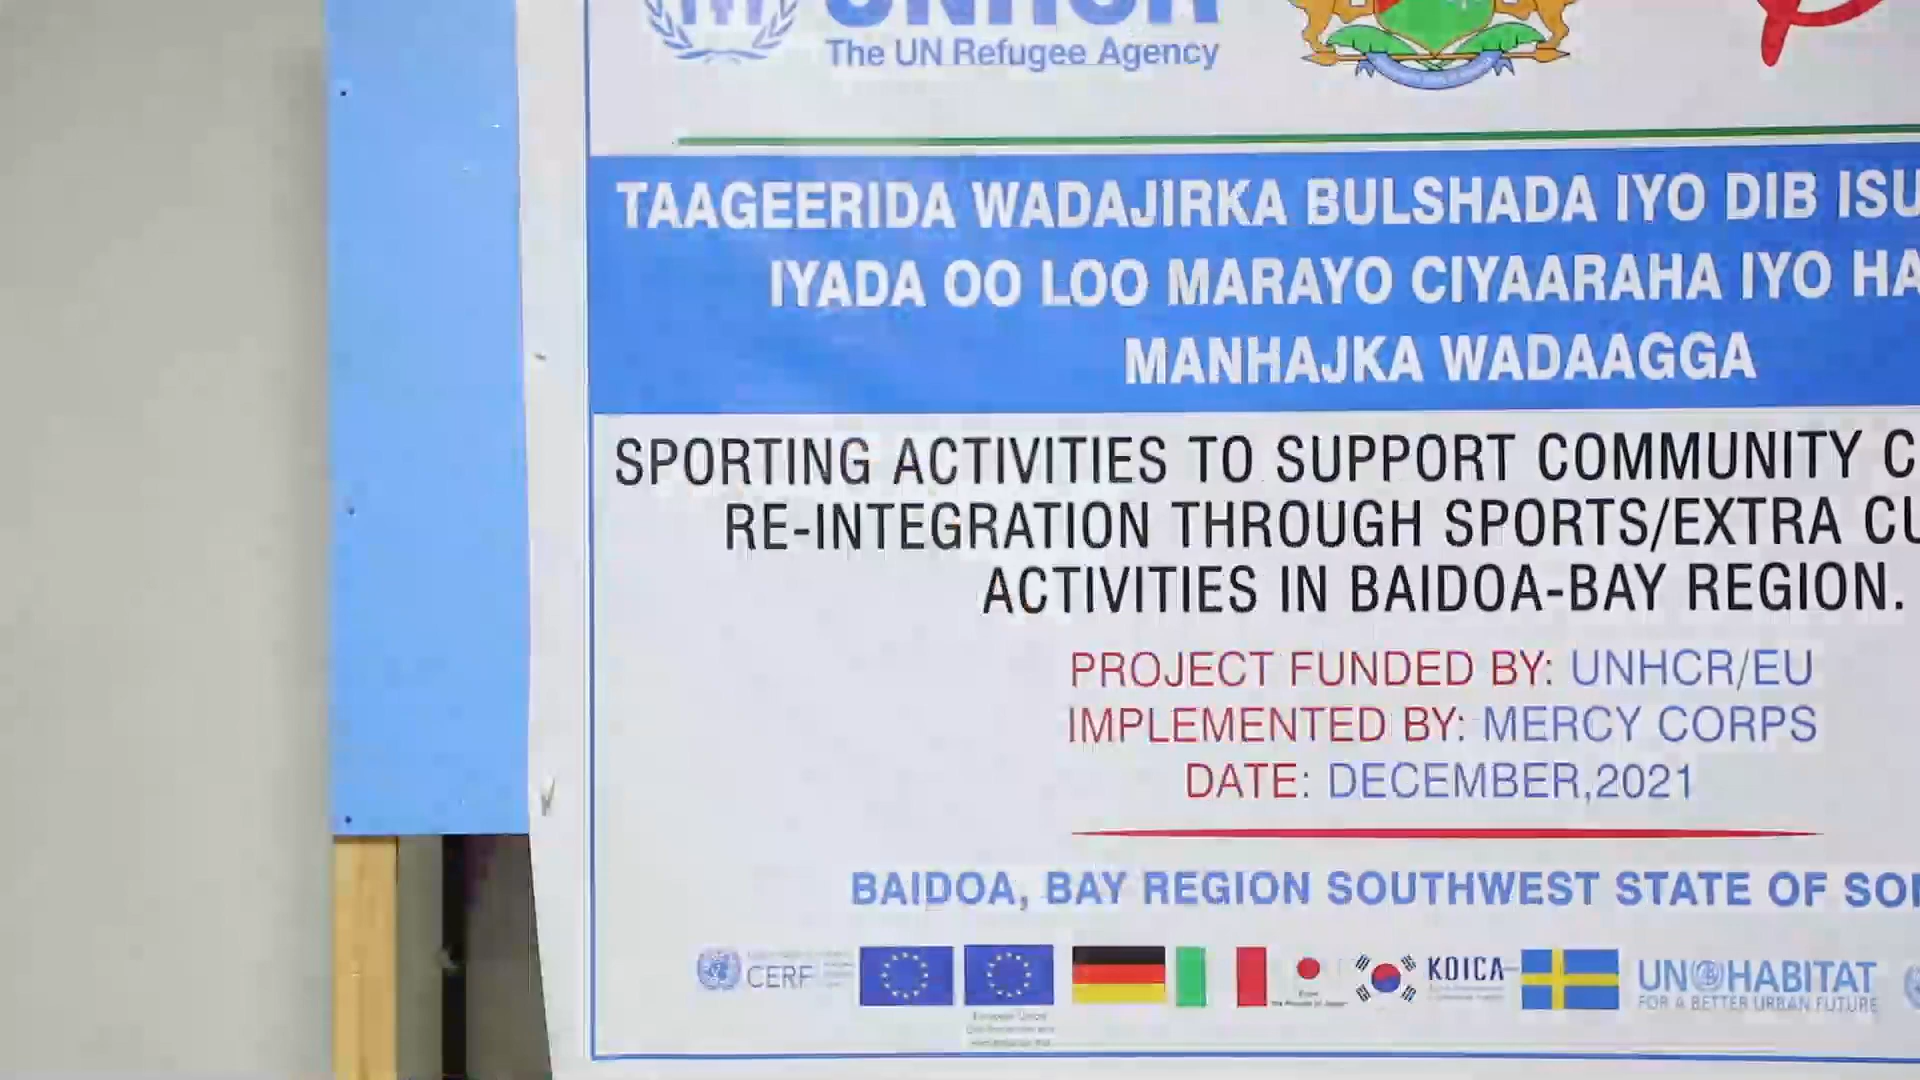 UNHCR
The UN Refugee Agency
TAAGEERIDA WADAJIRKA BULSHADA IYO DIB ISU
IYADA OO LOO MARAYO CIYAARAHA IYO HA
MANHAJKA WADAAGGA
SPORTING ACTIVITIES TO SUPPORT COMMUNITY C
RE-INTEGRATION THROUGH SPORTS/EXTRA CU
ACTIVITIES IN BAIDOA-BAY REGION.
PROJECT FUNDED BY: UNHCR/EU
IMPLEMENTED BY: MERCY CORPS
DATE: DECEMBER,2021
BAIDOA, BAY REGION SOUTHWEST STATE OF SO
CERF
KOICA
UN HABITAT
FOR A BETTER URBAN FUTURE